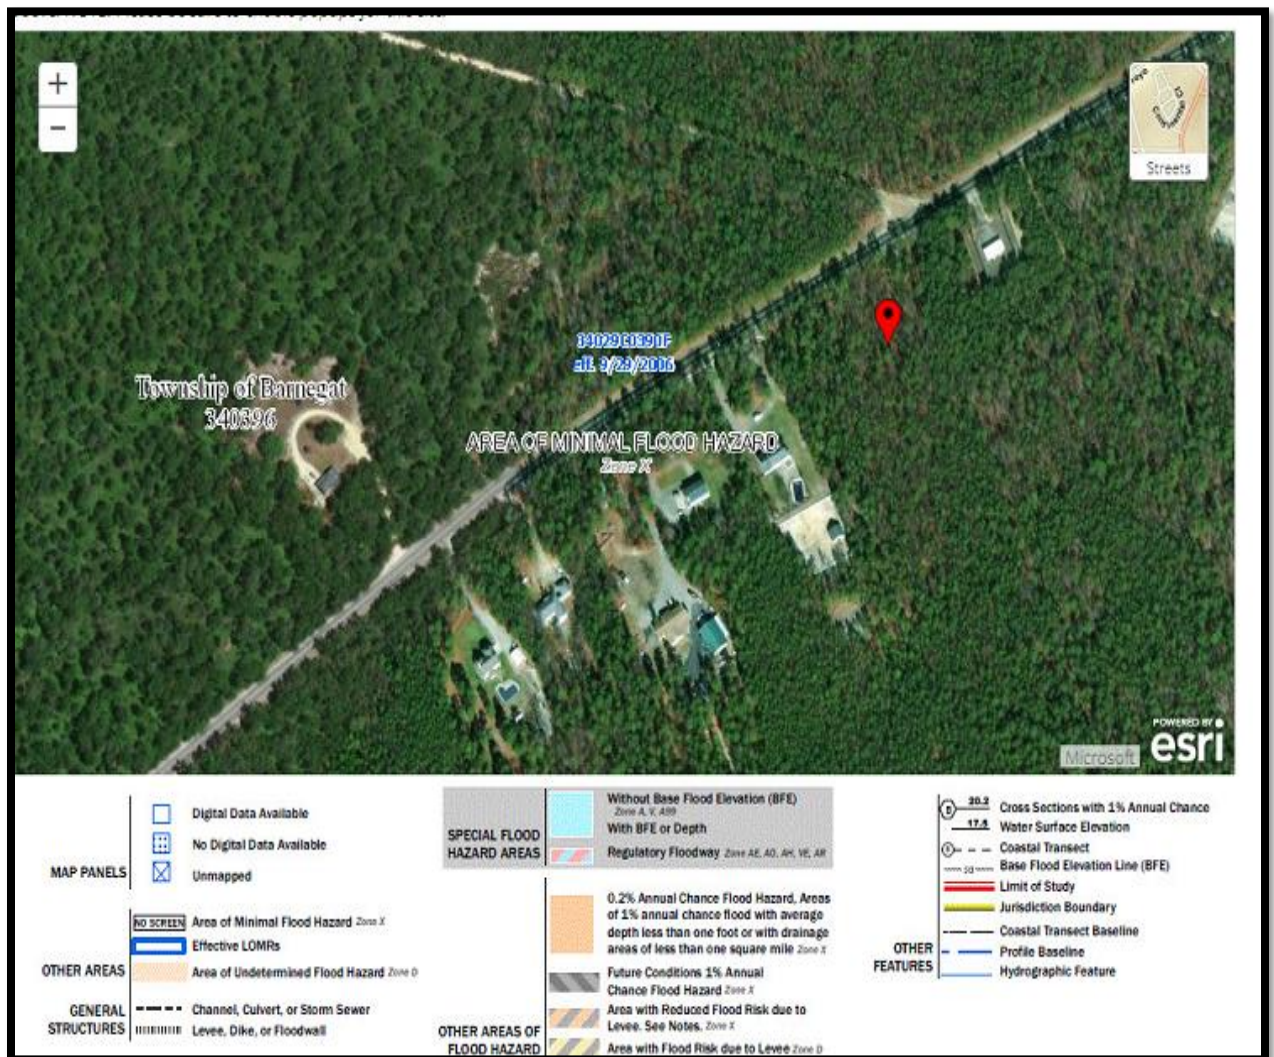 +
−
Streets
34029C0390F
eff. 9/29/2006
Township of Barnegat
340396
AREA OF MINIMAL FLOOD HAZARD
Zone X
POWERED BY
esri
Microsoft
MAP PANELS
Digital Data Available
No Digital Data Available
Unmapped
OTHER AREAS
NO SCREEN Area of Minimal Flood Hazard Zone X
Effective LOMRs
Area of Undetermined Flood Hazard Zone D
GENERAL
STRUCTURES
Channel, Culvert, or Storm Sewer
Levee, Dike, or Floodwall
SPECIAL FLOOD
HAZARD AREAS
Without Base Flood Elevation (BFE)
Zone A, V, A99
With BFE or Depth
Regulatory Floodway Zone AE, AO, AH, VE, AR
OTHER AREAS OF
FLOOD HAZARD
0.2% Annual Chance Flood Hazard, Areas
of 1% annual chance flood with average
depth less than one foot or with drainage
areas of less than one square mile Zone X
Future Conditions 1% Annual
Chance Flood Hazard Zone X
Area with Reduced Flood Risk due to
Levee. See Notes. Zone X
Area with Flood Risk due to Levee Zone D
OTHER
FEATURES
B 20.2 Cross Sections with 1% Annual Chance
17.5 Water Surface Elevation
Coastal Transect
Base Flood Elevation Line (BFE)
Limit of Study
Jurisdiction Boundary
Coastal Transect Baseline
Profile Baseline
Hydrographic Feature